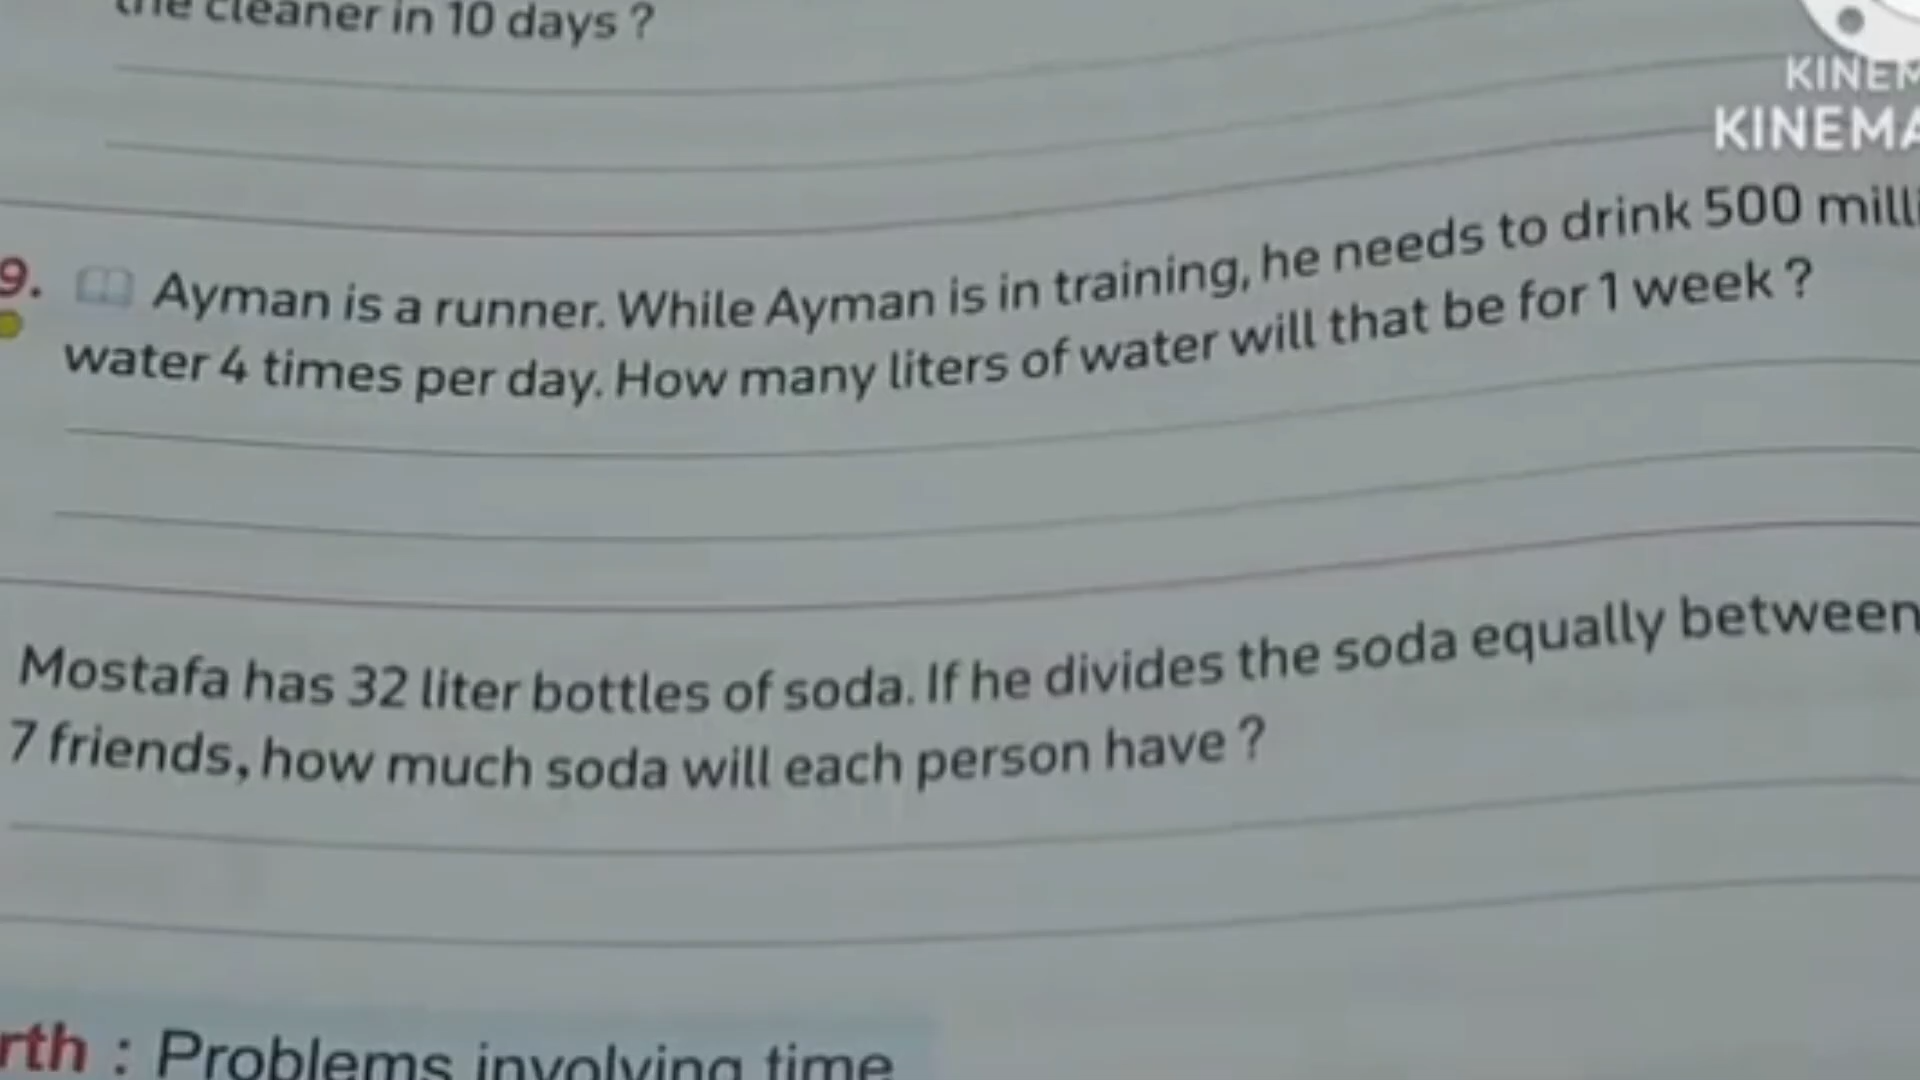 the cleaner in 10 days ?
KINEM
KINEMA
9. Ayman is a runner. While Ayman is in training, he needs to drink 500 milli
water 4 times per day. How many liters of water will that be for 1 week ?
Mostafa has 32 liter bottles of soda. If he divides the soda equally between
7 friends, how much soda will each person have ?
rth : Problems involving time